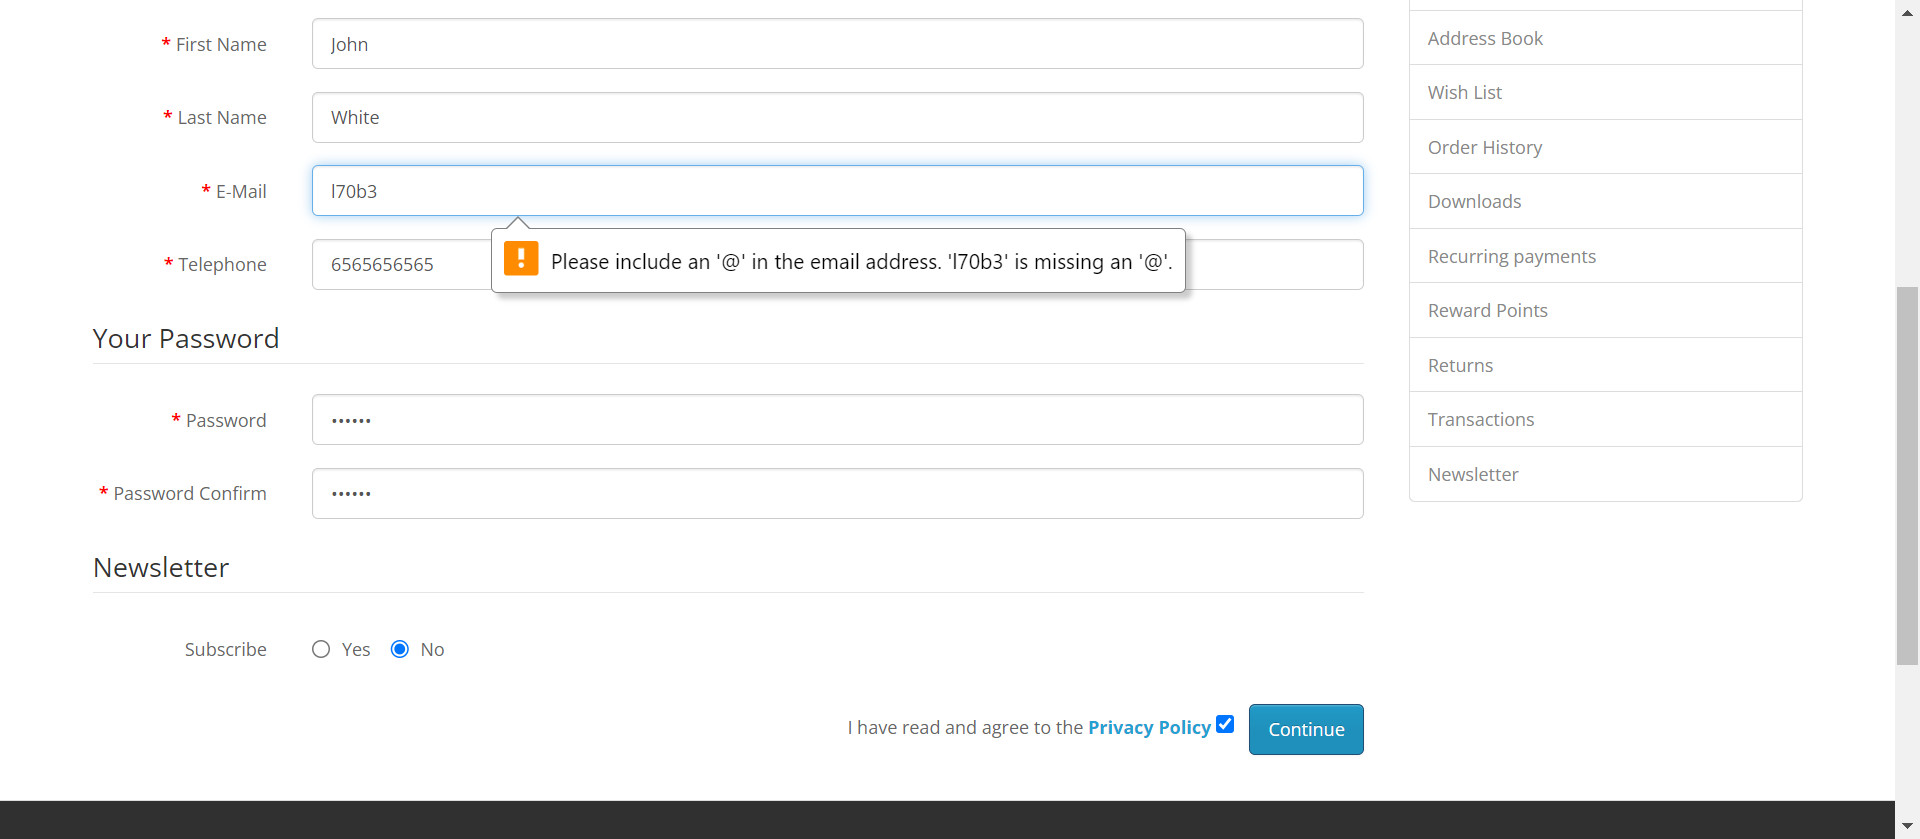 * First Name
John
* Last Name
White
* E-Mail
l70b3
Please include an '@' in the email address. 'l70b3' is missing an '@'.
* Telephone
6565656565
Your Password
* Password
••••••
* Password Confirm
••••••
Newsletter
Subscribe
Yes
No
I have read and agree to the Privacy Policy
Continue
Address Book
Wish List
Order History
Downloads
Recurring payments
Reward Points
Returns
Transactions
Newsletter